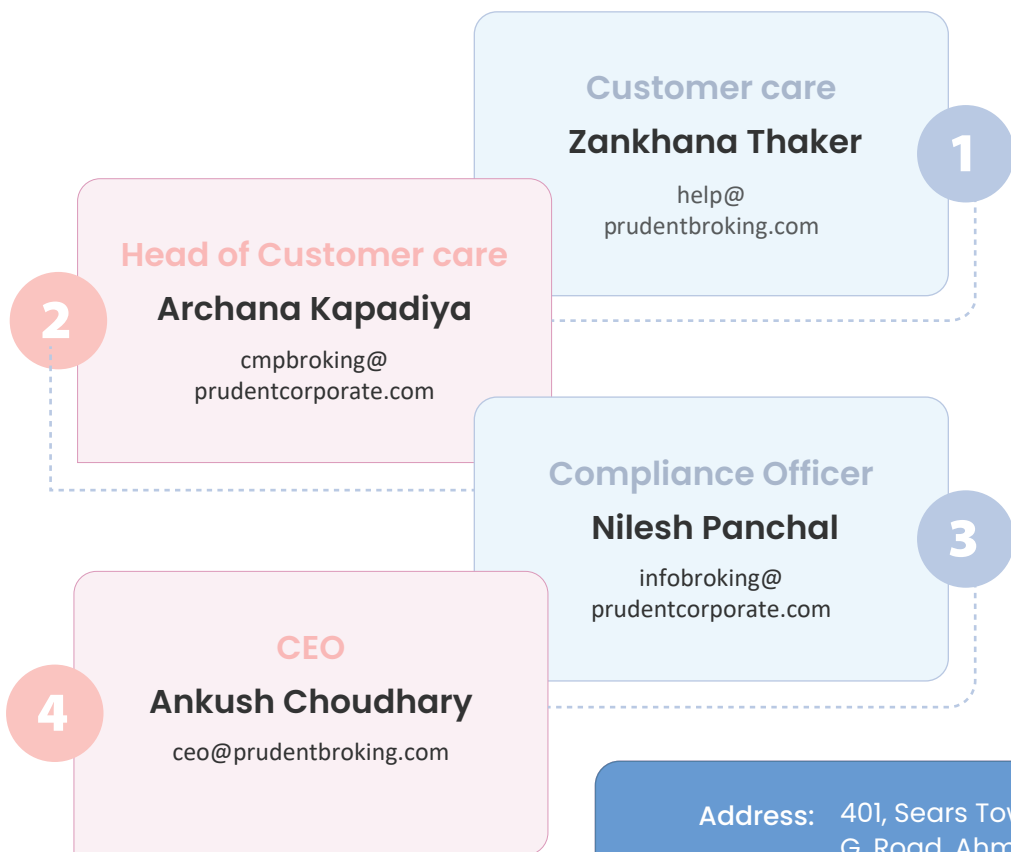 Customer care
Zankhana Thaker
help@
prudentbroking.com
1
Head of Customer care
Archana Kapadiya
cmpbroking@
prudentcorporate.com
2
Compliance Officer
Nilesh Panchal
infobroking@
prudentcorporate.com
3
CEO
Ankush Choudhary
ceo@prudentbroking.com
4
Address: 401, Sears
G. Road,